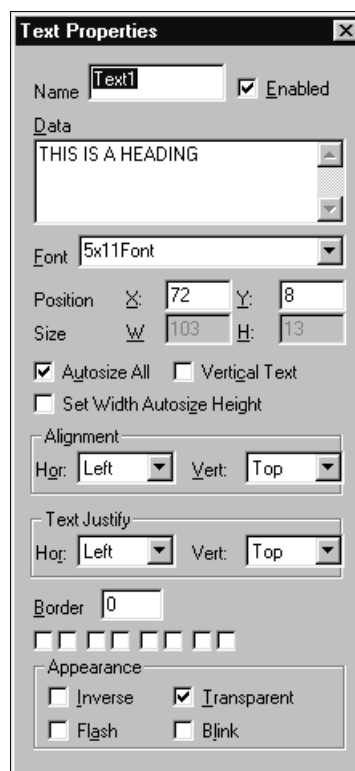 Text Properties
Name Text1 Enabled
Data
THIS IS A HEADING
Font 5x11Font
Position X: 72 Y: 8
Size W 103 H: 13
Autosize All Vertical Text
Set Width Autosize Height
Alignment
Hor: Left Vert: Top
Text Justify
Hor: Left Vert: Top
Border 0
Appearance
Inverse Transparent
Flash Blink